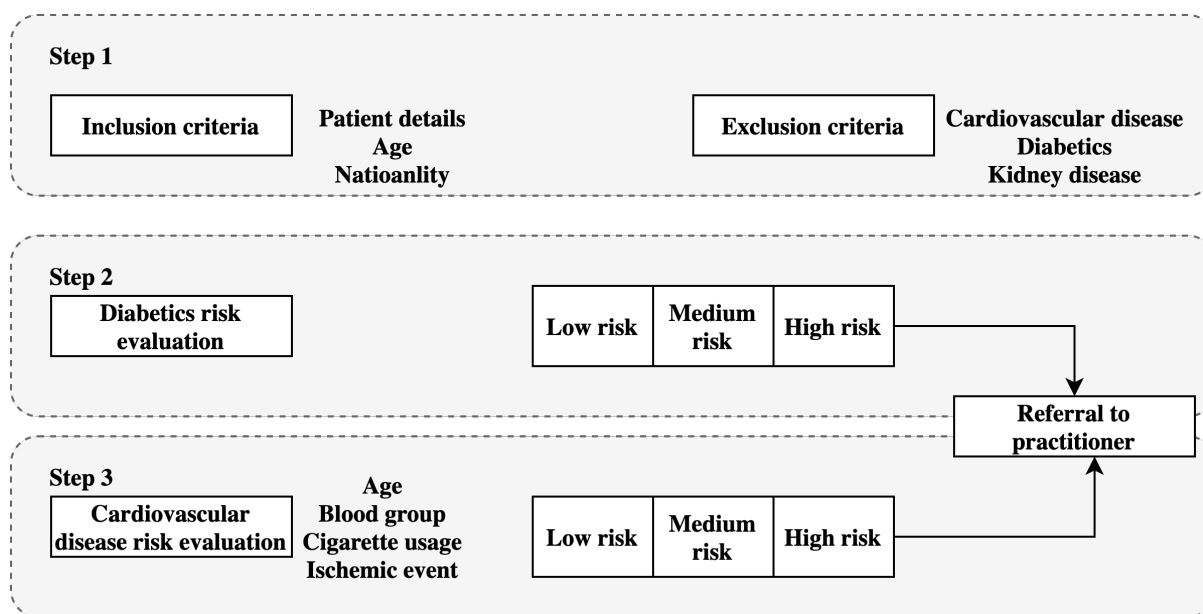 Step 1
Inclusion criteria
Patient details
Age
Natioanlity
Exclusion criteria
Cardiovascular disease
Diabetics
Kidney disease
Step 2
Diabetics risk
evaluation
Low risk
Medium
risk
High risk
Referral to
practitioner
Step 3
Cardiovascular
disease risk evaluation
Age
Blood group
Cigarette usage
Ischemic event
Low risk
Medium
risk
High risk